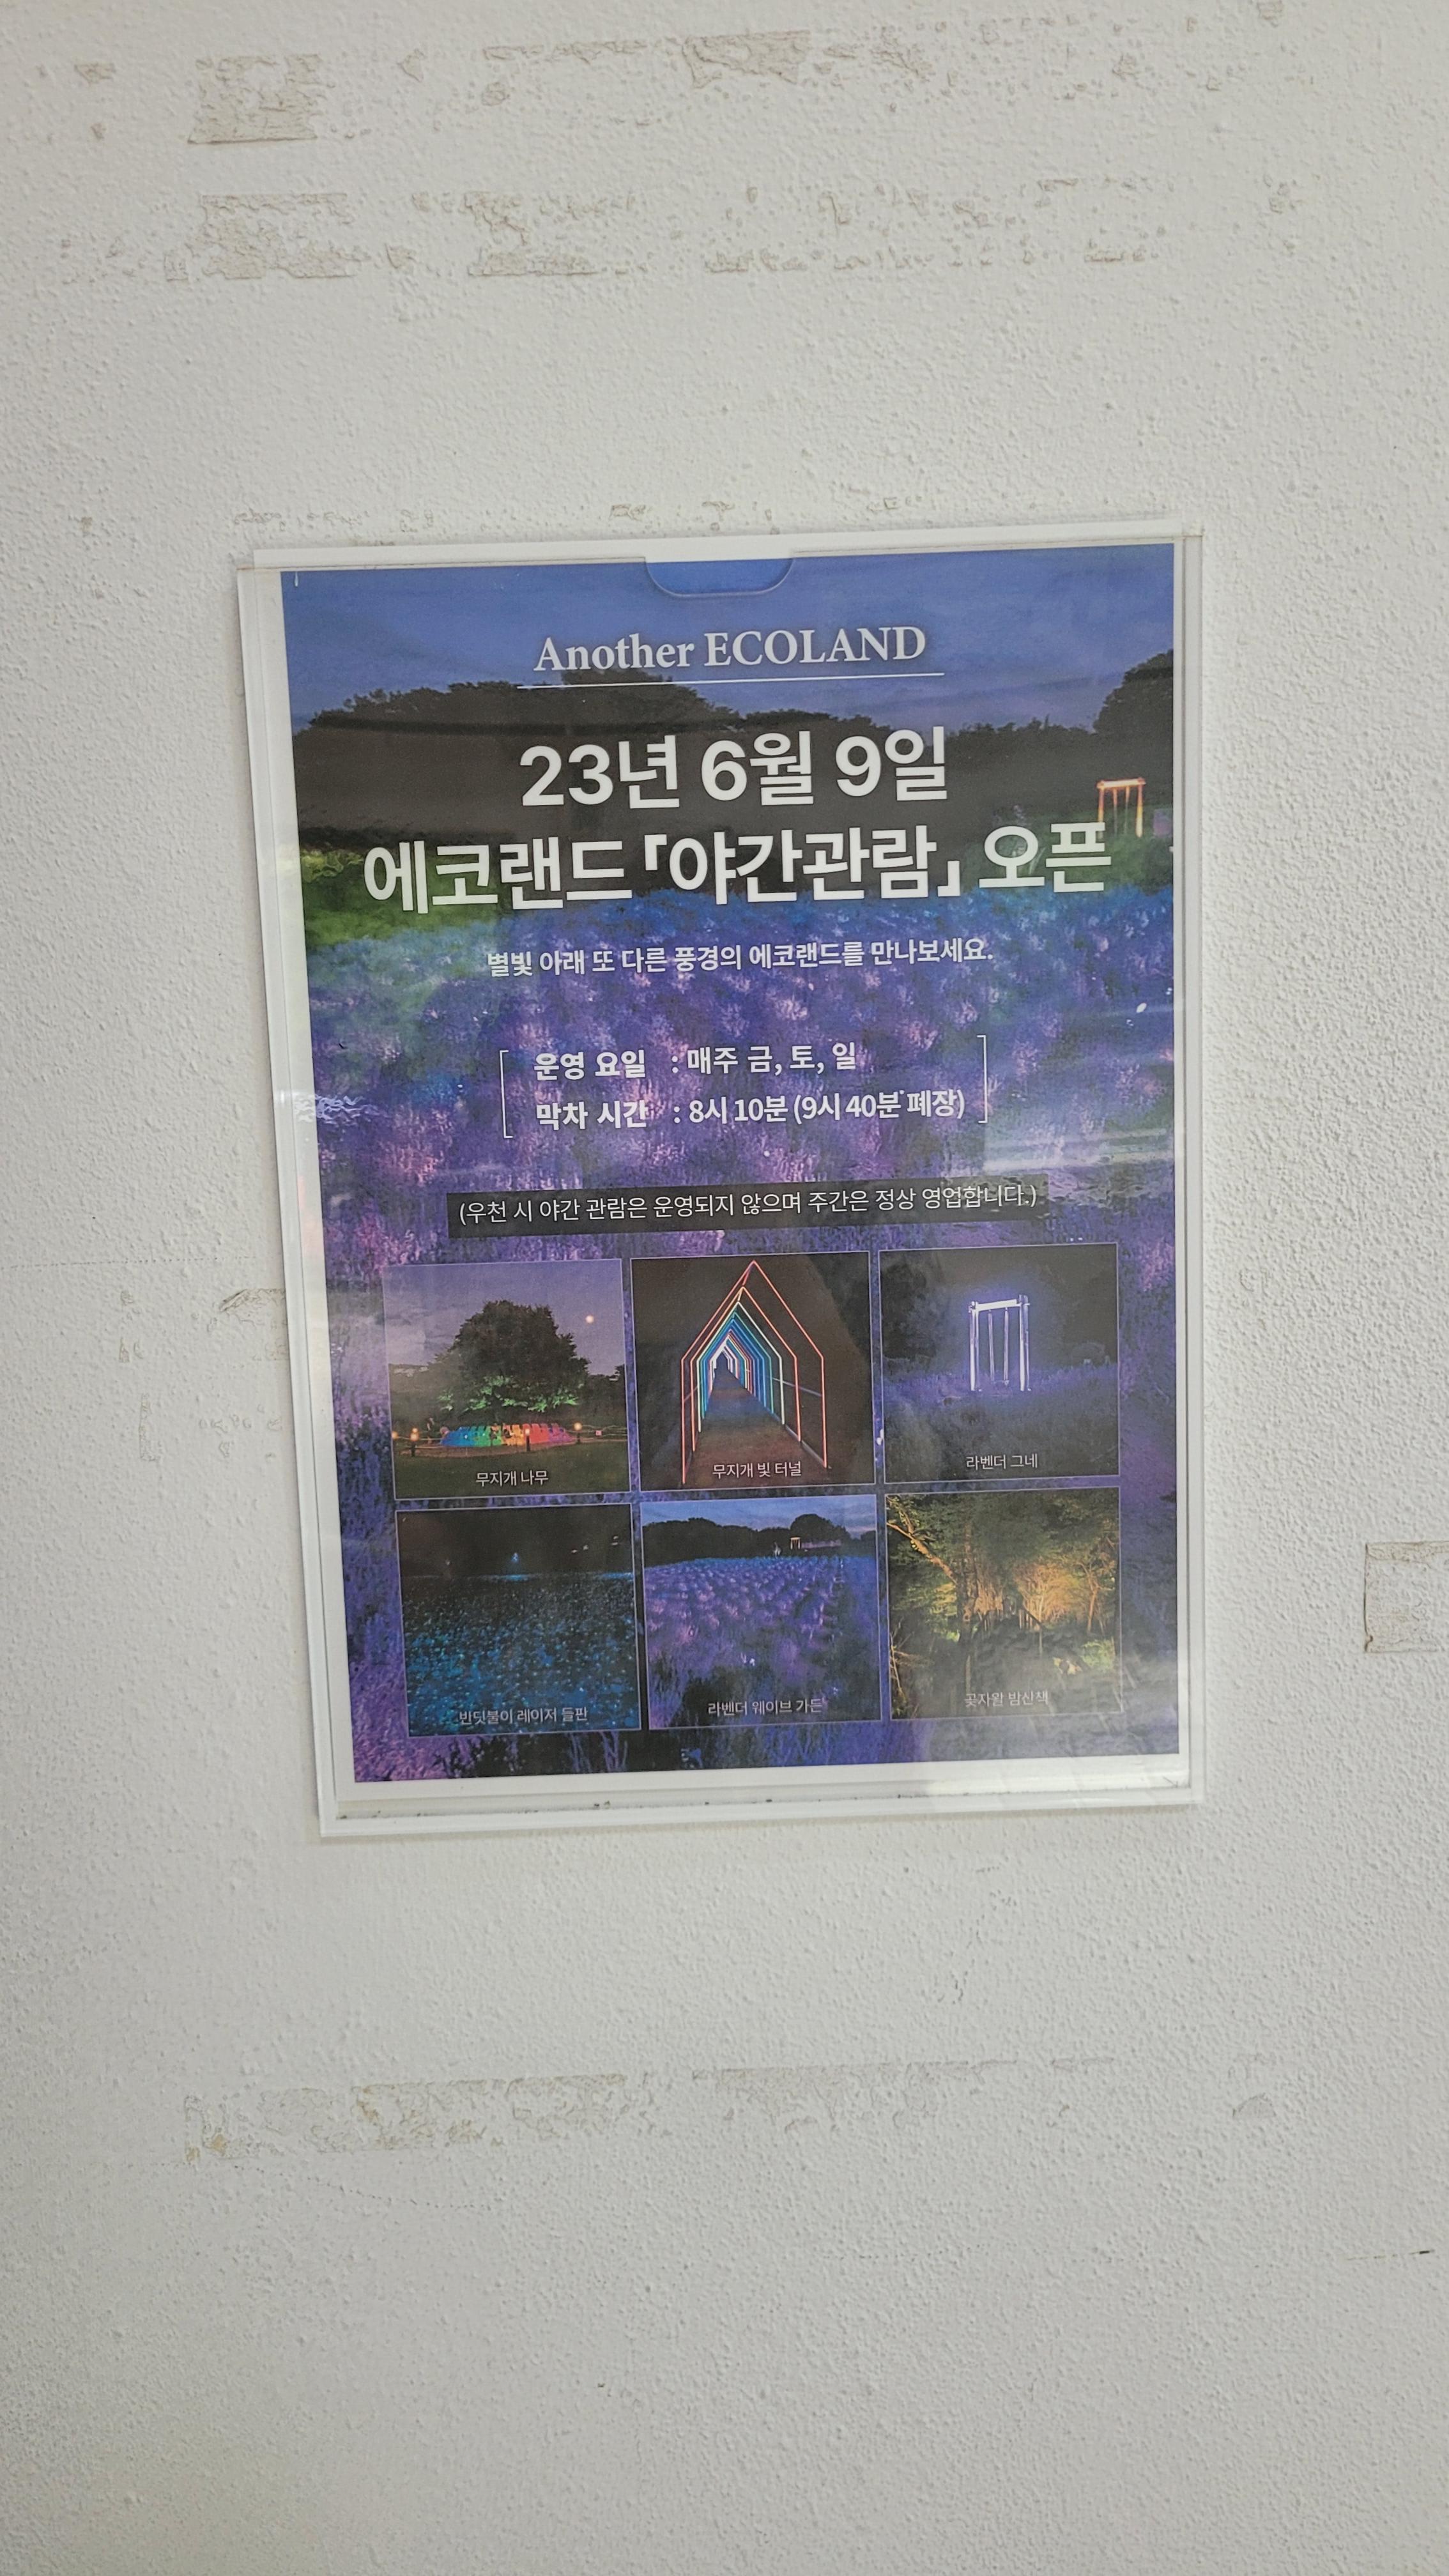 Another ECOLAND
23년 6월 9일
에코랜드 「야간관람」 오픈
별빛 아래 또 다른 풍경의 에코랜드를 만나보세요.
운영 요일 : 매주 금, 토, 일
막차 시간 : 8시 10분 (9시 40분 폐장)
(우천 시 야간 관람은 운영되지 않으며 주간은 정상 영업합니다.)
무지개 나무
무지개 빛 터널
라벤더 그네
반딧불이 레이저 들판
라벤더 웨이브 가든
곶자왈 밤산책